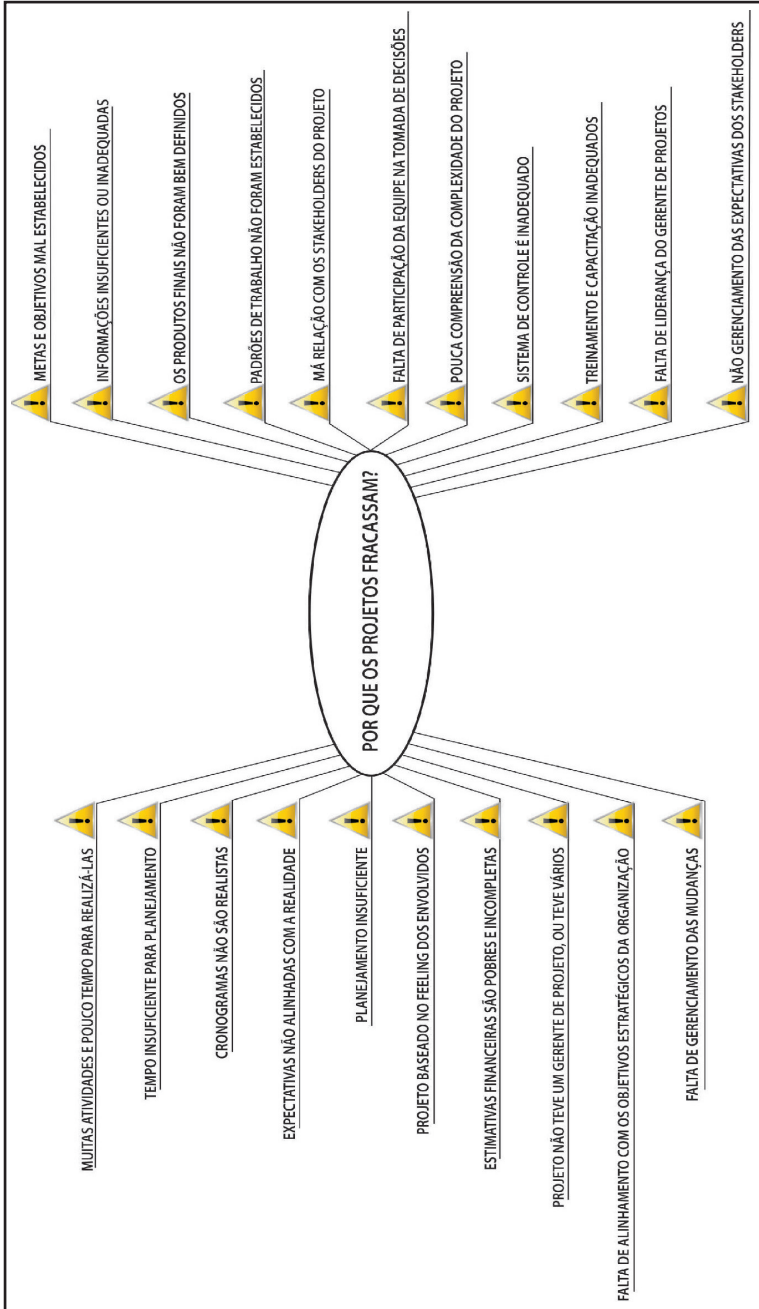 POR QUE OS PROJETOS FRACASSAM?
METAS E OBJETIVOS MAL ESTABELECIDOS
INFORMAÇÕES INSUFICIENTES OU INADEQUADAS
OS PRODUTOS FINAIS NÃO FORAM BEM DEFINIDOS
PADRÕES DE TRABALHO NÃO FORAM ESTABELECIDOS
MÁ RELAÇÃO COM OS STAKEHOLDERS DO PROJETO
FALTA DE PARTICIPAÇÃO DA EQUIPE NA TOMADA DE DECISÕES
POUCA COMPREENSÃO DA COMPLEXIDADE DO PROJETO
SISTEMA DE CONTROLE É INADEQUADO
TREINAMENTO E CAPACITAÇÃO INADEQUADOS
FALTA DE LIDERANÇA DO GERENTE DE PROJETOS
NÃO GERENCIAMENTO DAS EXPECTATIVAS DOS STAKEHOLDERS
MUITAS ATIVIDADES E POUCO TEMPO PARA REALIZÁ-LAS
TEMPO INSUFICIENTE PARA PLANEJAMENTO
CRONOGRAMAS NÃO SÃO REALISTAS
EXPECTATIVAS NÃO ALINHADAS COM A REALIDADE
PLANEJAMENTO INSUFICIENTE
PROJETO BASEADO NO FEELING DOS ENVOLVIDOS
ESTIMATIVAS FINANCEIRAS SÃO POBRES E INCOMPLETAS
PROJETO NÃO TEVE UM GERENTE DE PROJETO, OU TEVE VÁRIOS
FALTA DE ALINHAMENTO COM OS OBJETIVOS ESTRATÉGICOS DA ORGANIZAÇÃO
FALTA DE GERENCIAMENTO DAS MUDANÇAS